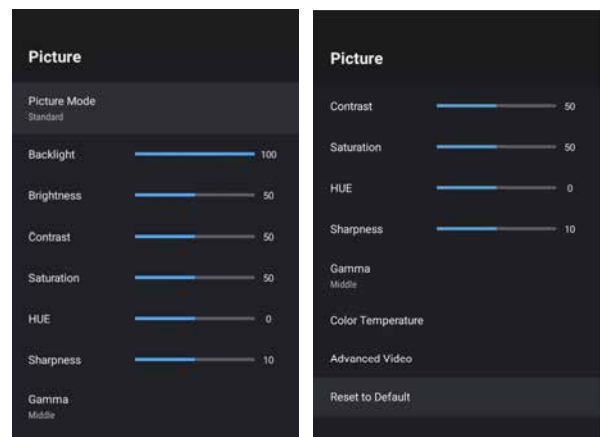 Picture
Picture Mode
Standard
Backlight 100
Brightness 50
Contrast 50
Saturation 50
HUE 0
Sharpness 10
Gamma
Middle
Picture
Contrast 50
Saturation 50
HUE 0
Sharpness 10
Gamma
Middle
Color Temperature
Advanced Video
Reset to Default